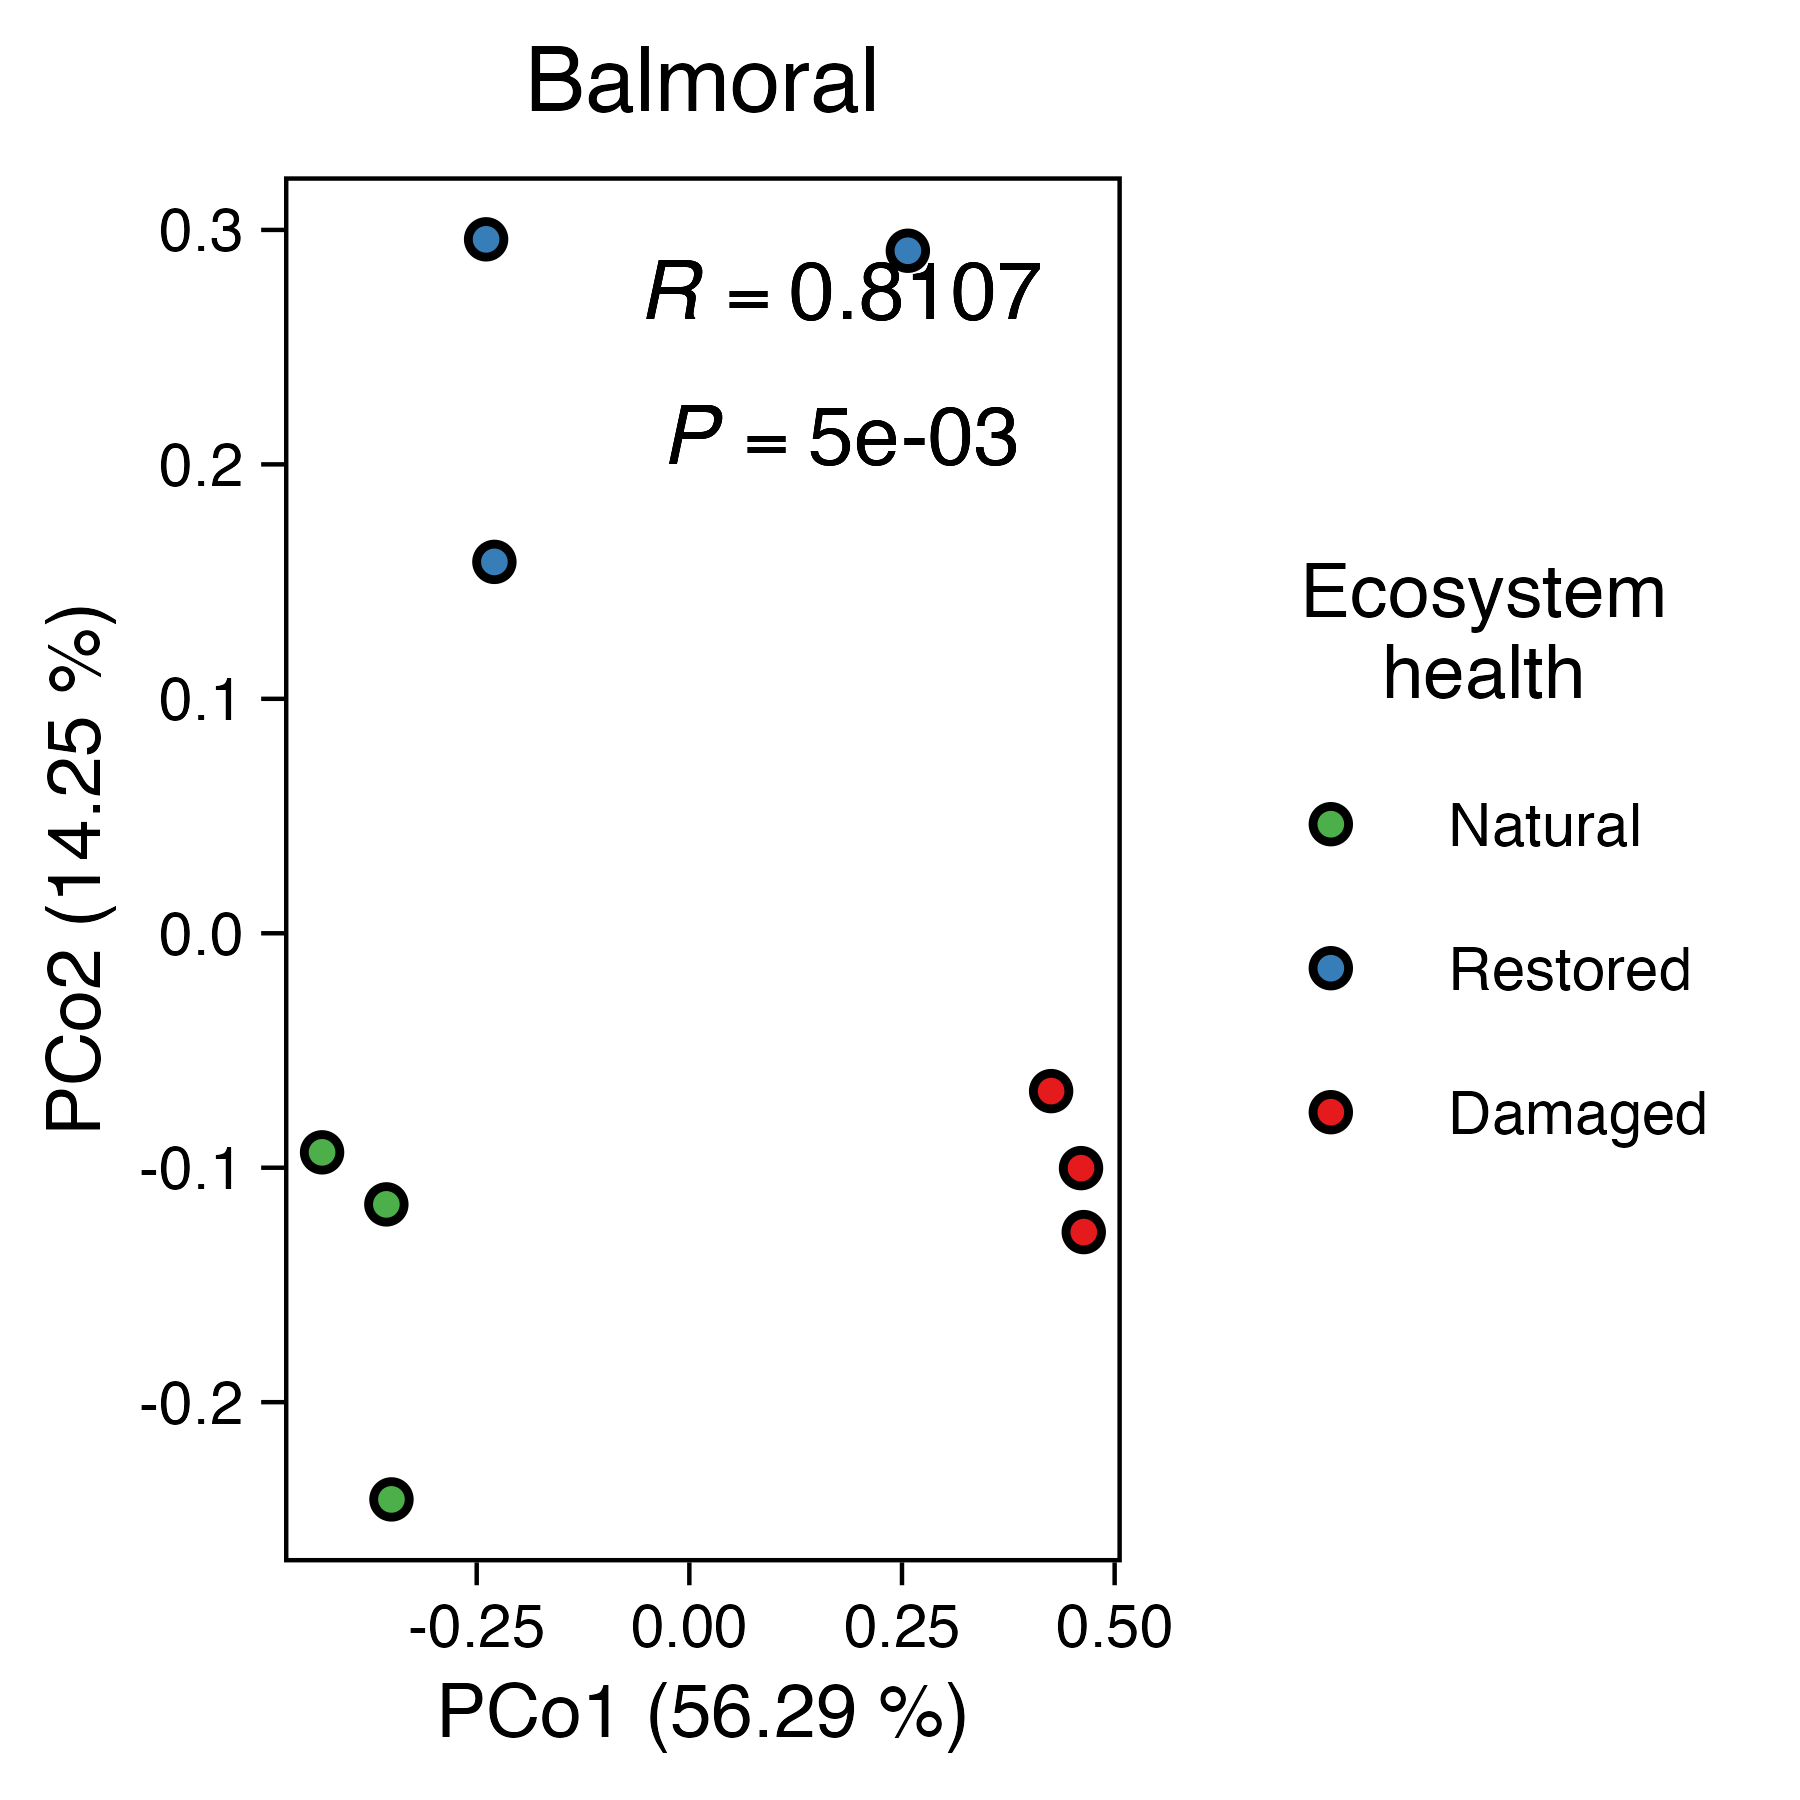 Balmoral
0.3
0.2
0.1
0.0
-0.1
-0.2
PCo2 (14.25 %)
R = 0.8107
P = 5e-03
-0.25 0.00 0.25 0.50
PCo1 (56.29 %)
Ecosystem
health
Natural
Restored
Damaged